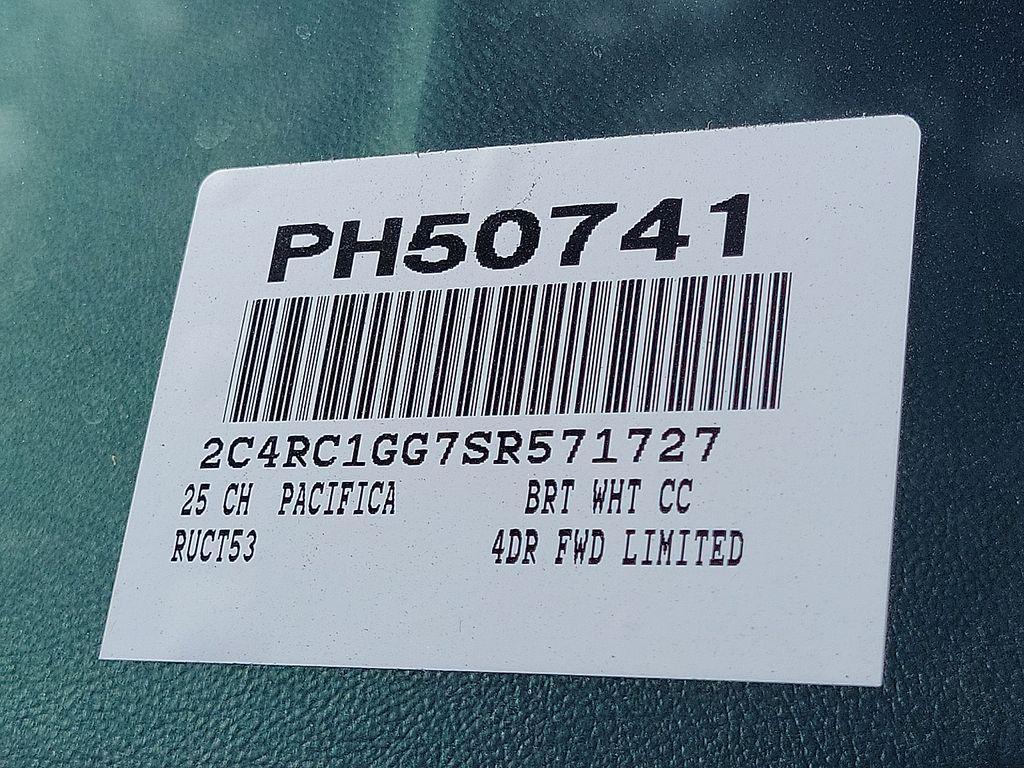 PH50741
2C4RC1GG7SR571727
25 CH PACIFICA BRT WHT CC
RUCT53 4DR FWD LIMITED